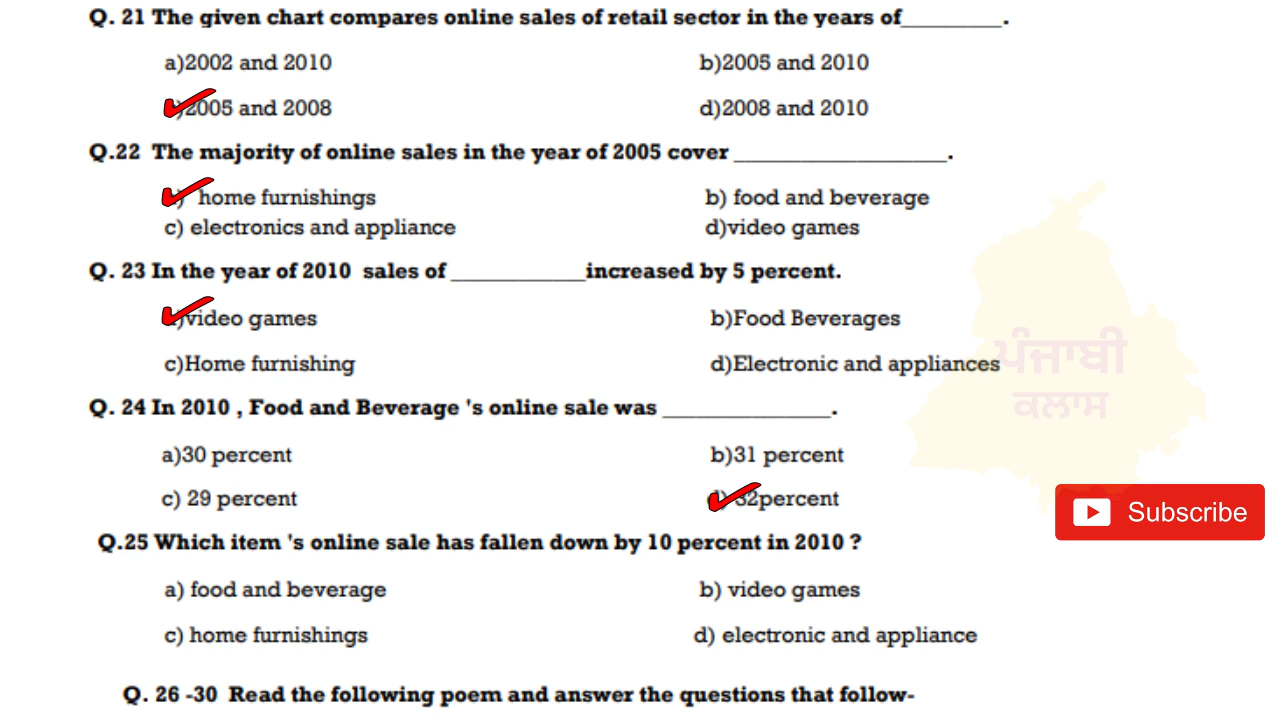 Q. 21 The given chart compares online sales of retail sector in the years of_________.
a)2002 and 2010 b)2005 and 2010
)2005 and 2008 d)2008 and 2010
Q.22 The majority of online sales in the year of 2005 cover ___________________.
) home furnishings b) food and beverage
c) electronics and appliance d)video games
Q. 23 In the year of 2010 sales of ____________increased by 5 percent.
)video games b)Food Beverages
c)Home furnishing d)Electronic and appliances
ਪੰਜਾਬੀ
ਕਲਾਸ
Q. 24 In 2010 , Food and Beverage 's online sale was _______________.
a)30 percent b)31 percent
c) 29 percent d) 32percent
Subscribe
Q.25 Which item 's online sale has fallen down by 10 percent in 2010 ?
a) food and beverage b) video games
c) home furnishings d) electronic and appliance
Q. 26 -30 Read the following poem and answer the questions that follow-